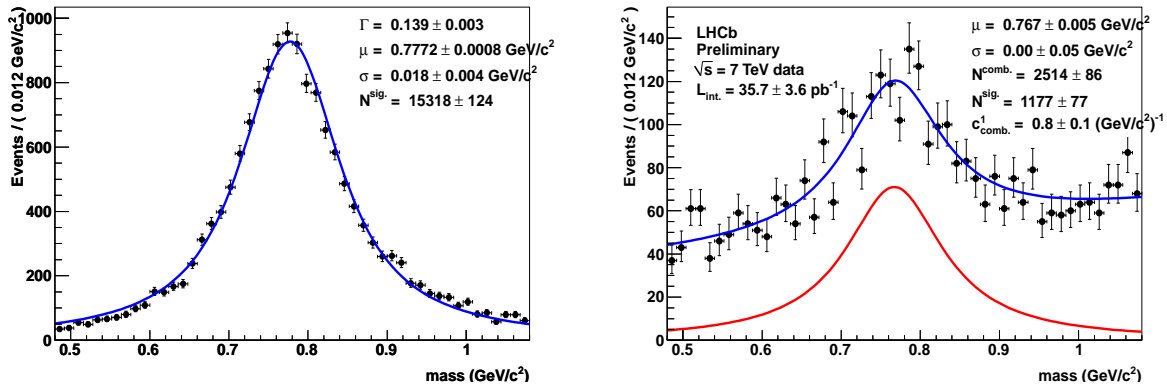 Events / ( 0.012 GeV/c² )
1000
800
600
400
200
0
0.5 0.6 0.7 0.8 0.9 1
mass (GeV/c²)
Γ = 0.139 ± 0.003
μ = 0.7772 ± 0.0008 GeV/c²
σ = 0.018 ± 0.004 GeV/c²
N^sig. = 15318 ± 124
Events / ( 0.012 GeV/c² )
140
120
100
80
60
40
20
0
0.5 0.6 0.7 0.8 0.9 1
mass (GeV/c²)
LHCb
Preliminary
√s = 7 TeV data
L_int. = 35.7 ± 3.6 pb⁻¹
μ = 0.767 ± 0.005 GeV/c²
σ = 0.00 ± 0.05 GeV/c²
N^comb. = 2514 ± 86
N^sig. = 1177 ± 77
c¹_comb. = 0.8 ± 0.1 (GeV/c²)⁻¹